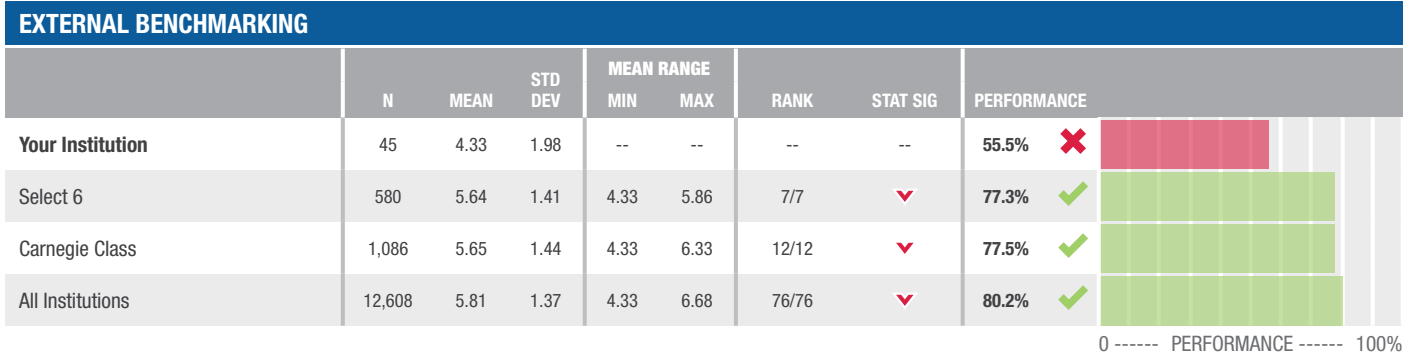 EXTERNAL BENCHMARKING
N MEAN STD DEV MEAN RANGE MIN MAX RANK STAT SIG PERFORMANCE
Your Institution 45 4.33 1.98 -- -- -- -- 55.5%
Select 6 580 5.64 1.41 4.33 5.86 7/7 77.3%
Carnegie Class 1,086 5.65 1.44 4.33 6.33 12/12 77.5%
All Institutions 12,608 5.81 1.37 4.33 6.68 76/76 80.2%
0 ------ PERFORMANCE ------ 100%